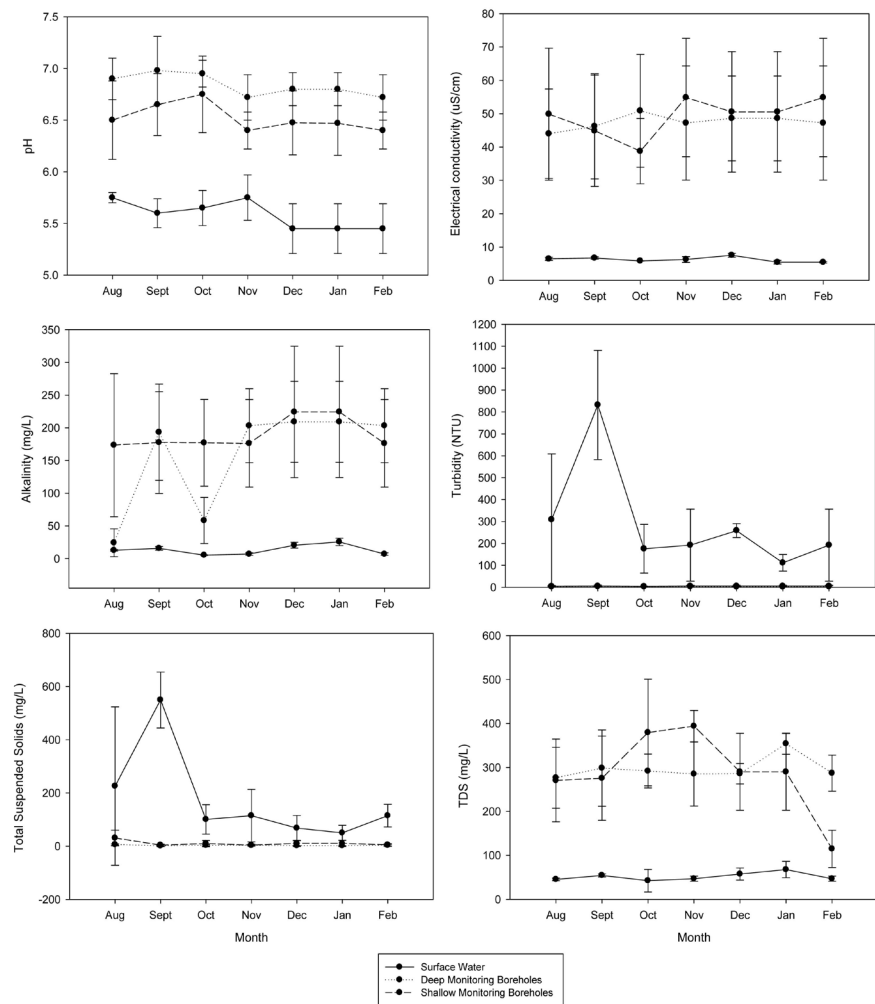 7.5
7.0
6.5
6.0
5.5
5.0
pH
Aug Sept Oct Nov Dec Jan Feb
80
70
60
50
40
30
20
10
0
Electrical conductivity (uS/cm)
Aug Sept Oct Nov Dec Jan Feb
350
300
250
200
150
100
50
0
Alkalinity (mg/L)
Aug Sept Oct Nov Dec Jan Feb
1200
1100
1000
900
800
700
600
500
400
300
200
100
0
Turbidity (NTU)
Aug Sept Oct Nov Dec Jan Feb
800
600
400
200
0
-200
Total Suspended Solids (mg/L)
Aug Sept Oct Nov Dec Jan Feb
Month
600
500
400
300
200
100
0
TDS (mg/L)
Aug Sept Oct Nov Dec Jan Feb
Month
Surface Water
Deep Monitoring Boreholes
Shallow Monitoring Boreholes